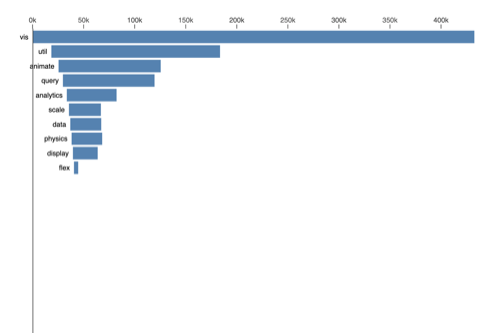 0k 50k 100k 150k 200k 250k 300k 350k 400k
vis
util
animate
query
analytics
scale
data
physics
display
flex